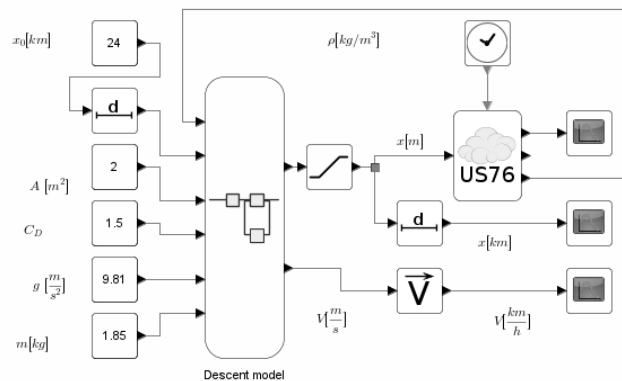 x₀[km]
24
ρ[kg/m³]
d
2
A [m²]
x[m]
US76
1.5
C_D
d
x[km]
9.81
g [m/s²]
V
V[m/s]
V[km/h]
1.85
m[kg]
Descent model